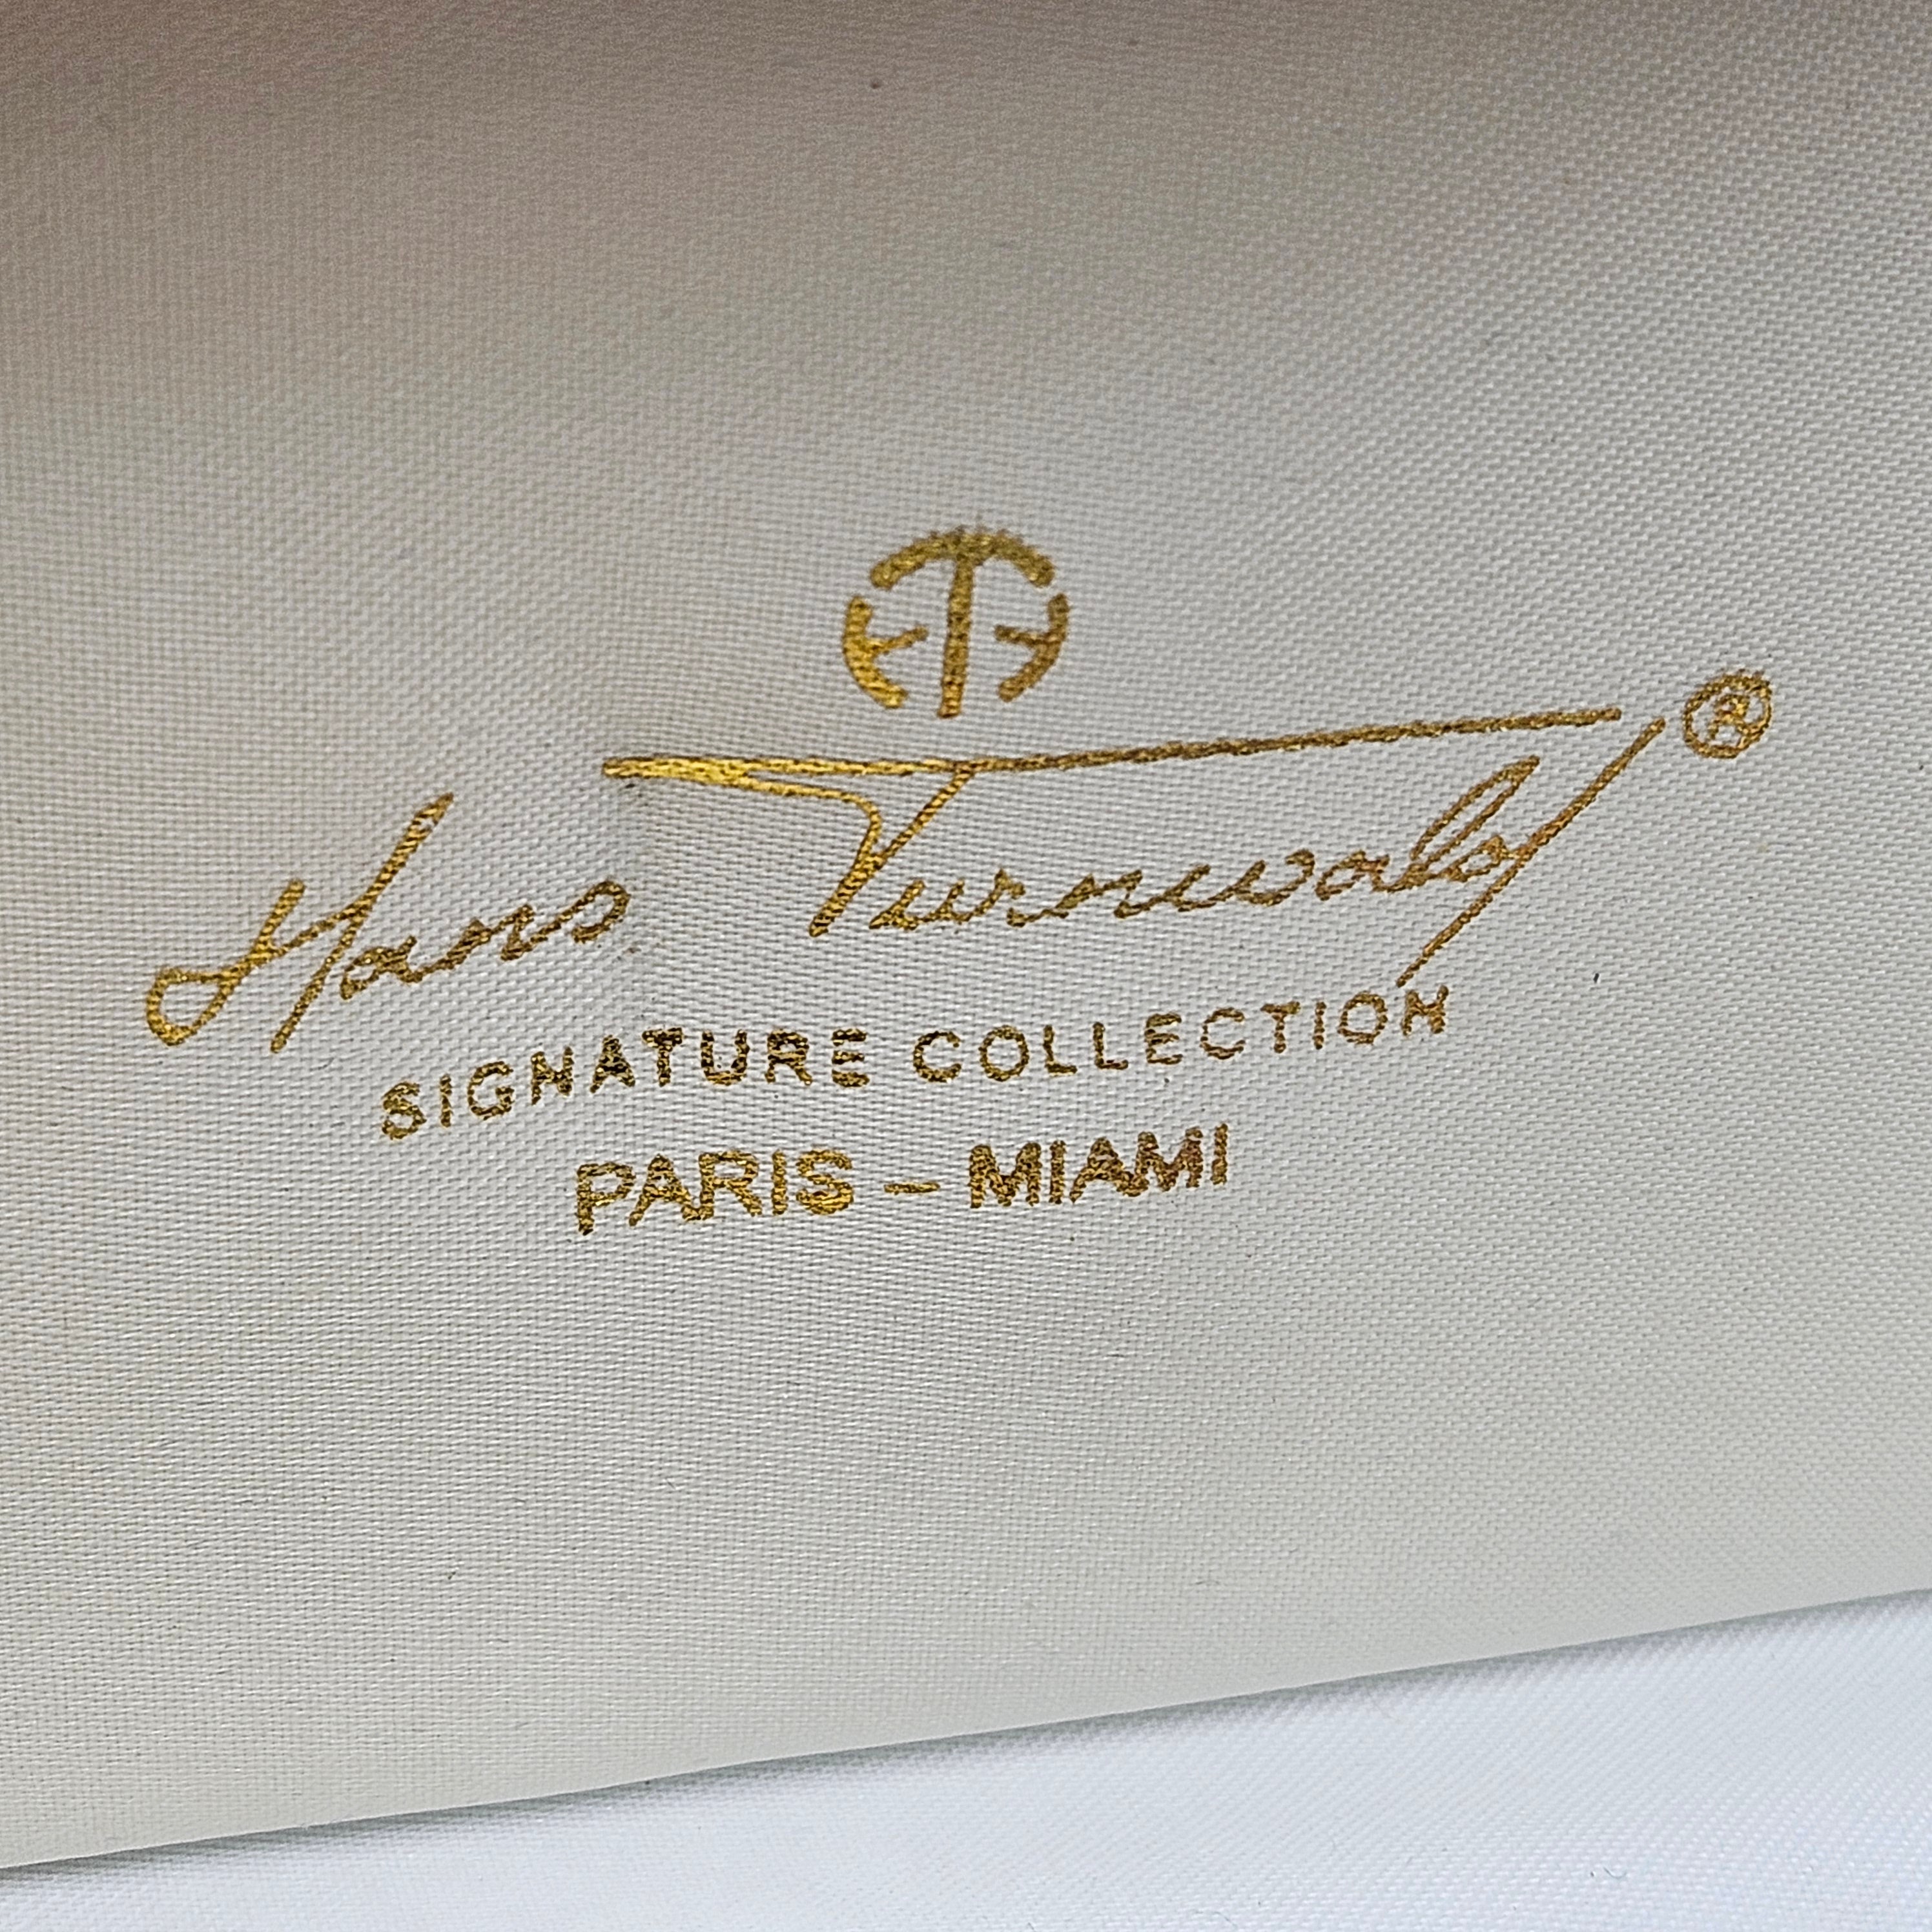 Hans Turnwald ®
SIGNATURE COLLECTION
PARIS – MIAMI